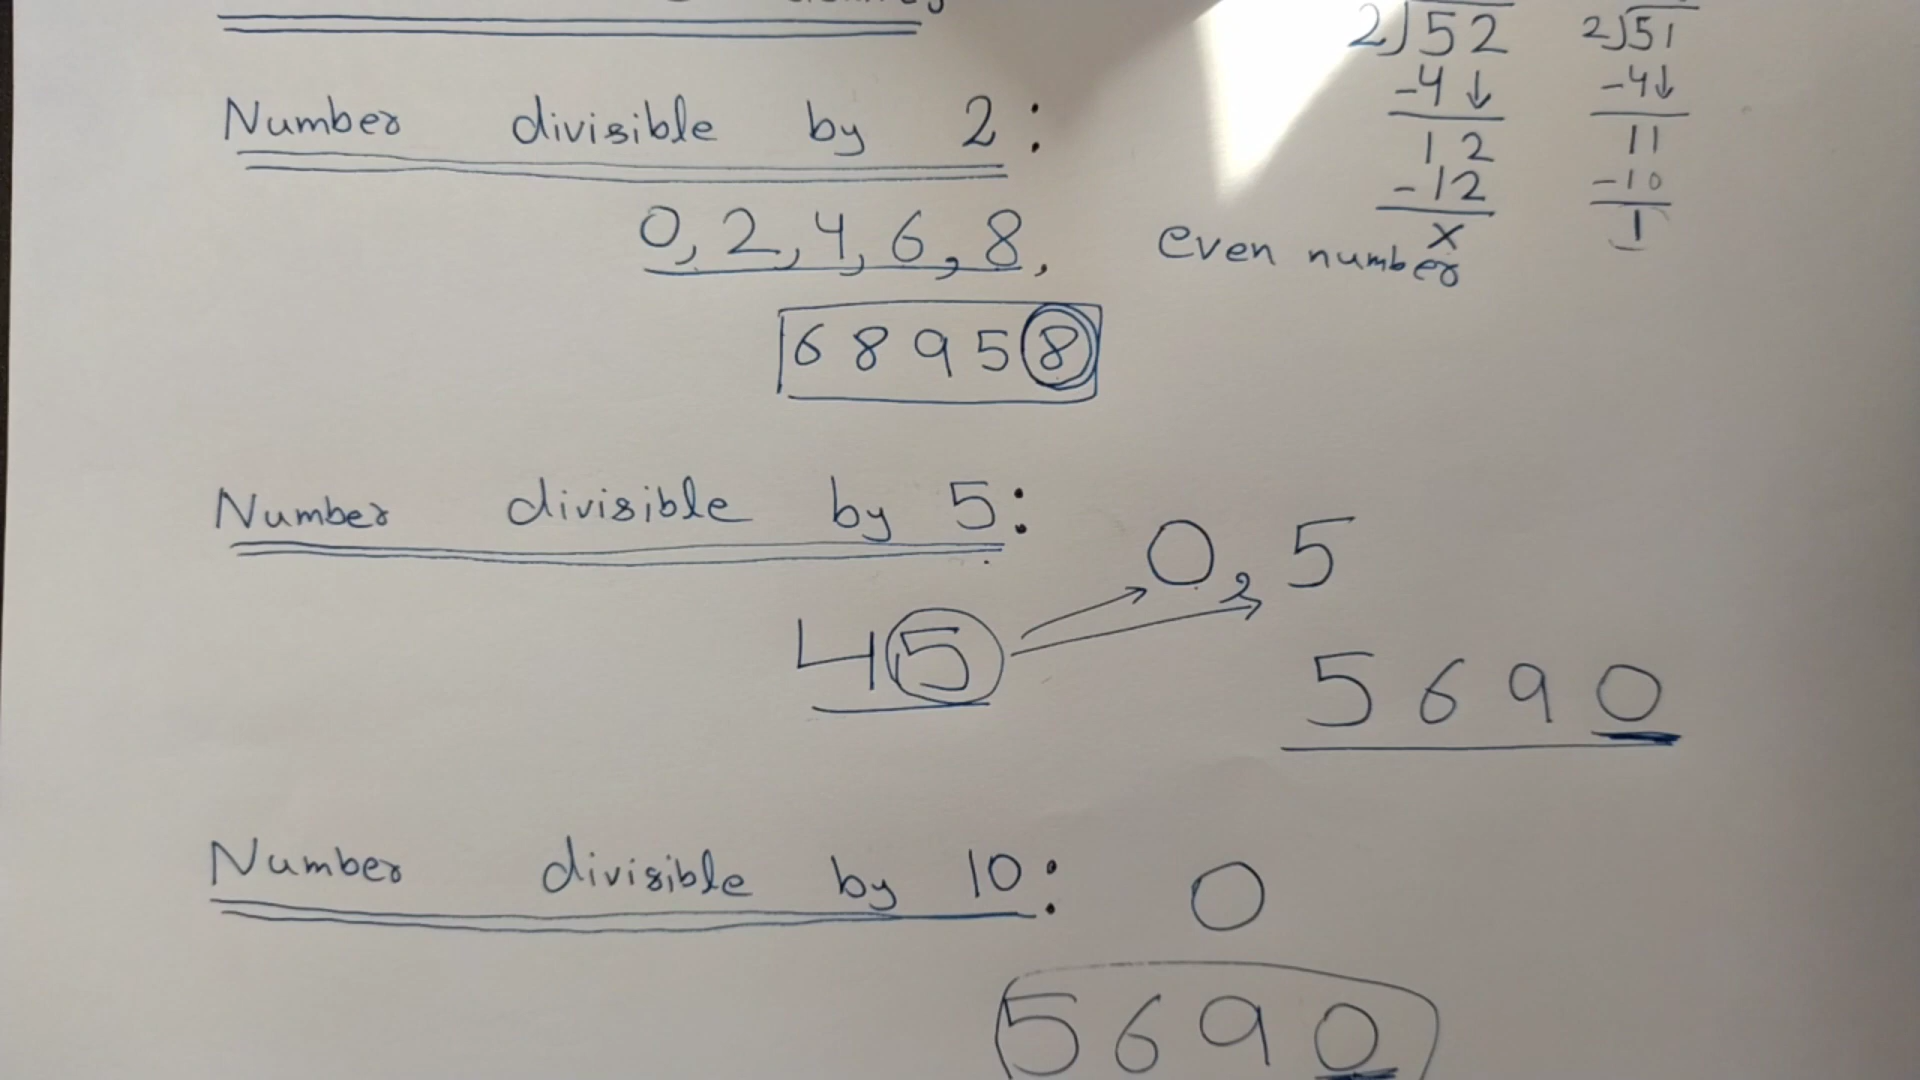 Number divisible by 2:
0, 2, 4, 6, 8,
even number
68958
2)52
-4↓
12
-12
x
2)51
-4↓
11
-10
1
Number divisible by 5:
0, 5
45
5690
Number divisible by 10: 0
5690